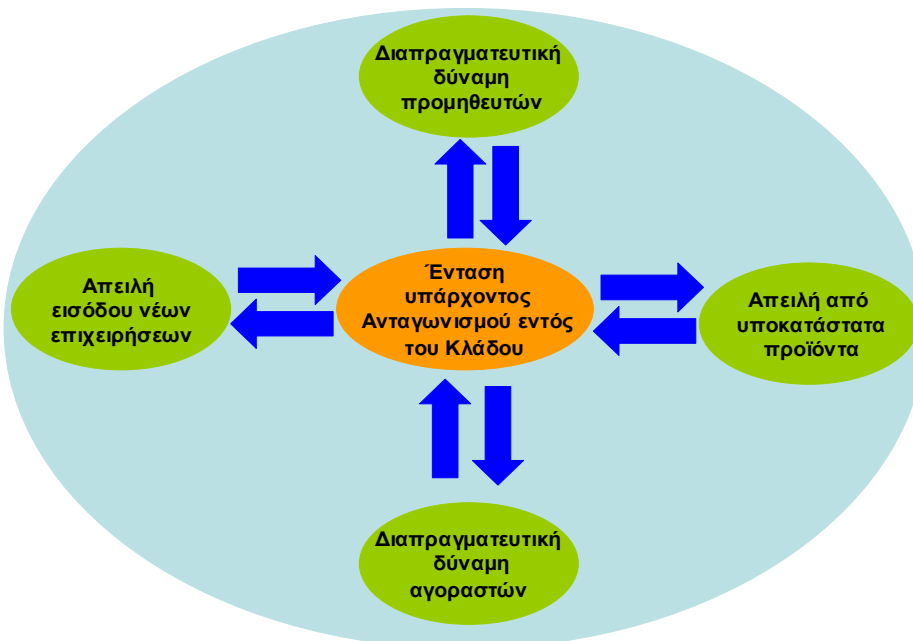 Διαπραγματευτική
δύναμη
προμηθευτών
Απειλή
εισόδου νέων
επιχειρήσεων
Ένταση
υπάρχοντος
Ανταγωνισμού εντός
του Κλάδου
Απειλή από
υποκατάστατα
προϊόντα
Διαπραγματευτική
δύναμη
αγοραστών